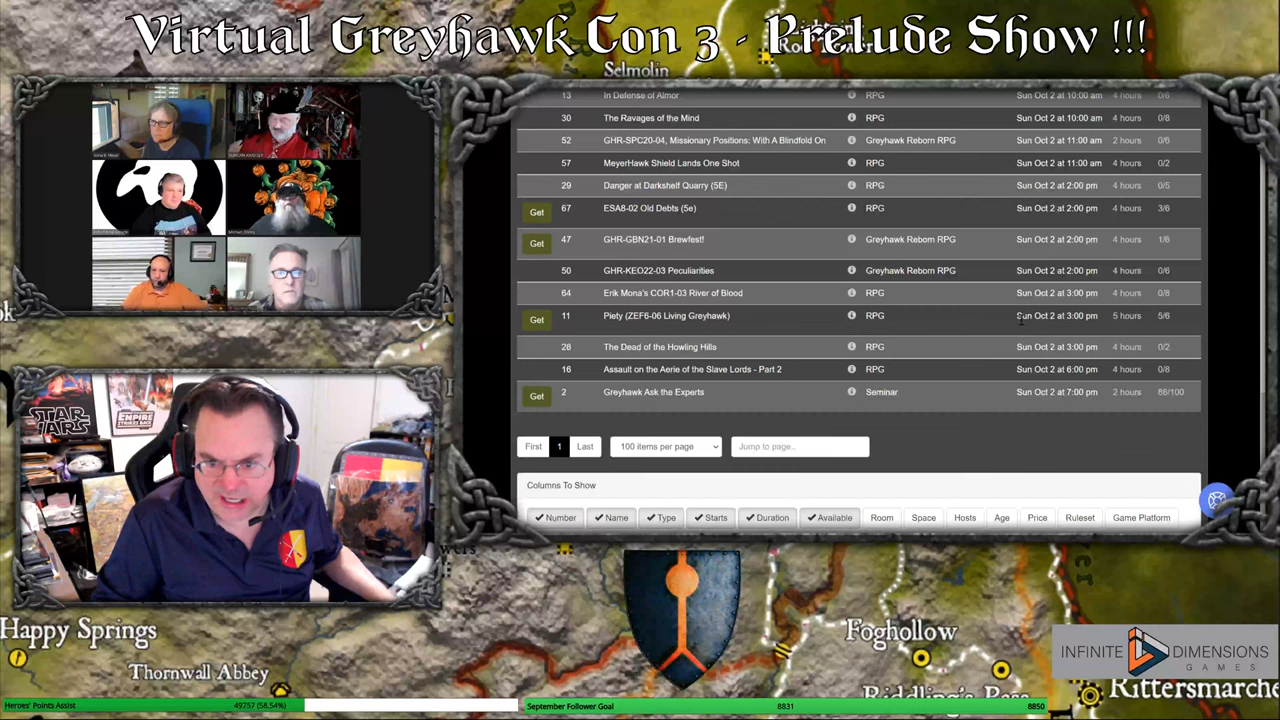 Virtual Greyhawk Con 3 - Prelude Show !!!
Selmolin
13 In Defense of Almor RPG Sun Oct 2 at 10:00 am 4 hours 0/6
30 The Ravages of the Mind RPG Sun Oct 2 at 10:00 am 4 hours 0/8
52 GHR-SPC20-04, Missionary Positions: With A Blindfold On Greyhawk Reborn RPG Sun Oct 2 at 11:00 am 2 hours 0/6
57 MeyerHawk Shield Lands One Shot RPG Sun Oct 2 at 11:00 am 4 hours 0/2
29 Danger at Darkshelf Quarry (5E) RPG Sun Oct 2 at 2:00 pm 4 hours 0/5
Get 67 ESA8-02 Old Debts (5e) RPG Sun Oct 2 at 2:00 pm 4 hours 3/6
Get 47 GHR-GBN21-01 Brewfest! Greyhawk Reborn RPG Sun Oct 2 at 2:00 pm 4 hours 1/6
50 GHR-KEO22-03 Peculiarities Greyhawk Reborn RPG Sun Oct 2 at 2:00 pm 4 hours 0/6
64 Erik Mona's COR1-03 River of Blood RPG Sun Oct 2 at 3:00 pm 4 hours 0/8
Get 11 Piety (ZEF6-06 Living Greyhawk) RPG Sun Oct 2 at 3:00 pm 5 hours 5/6
28 The Dead of the Howling Hills RPG Sun Oct 2 at 3:00 pm 4 hours 0/2
16 Assault on the Aerie of the Slave Lords - Part 2 RPG Sun Oct 2 at 6:00 pm 4 hours 0/8
Get 2 Greyhawk Ask the Experts Seminar Sun Oct 2 at 7:00 pm 2 hours 86/100
First 1 Last 100 items per page Jump to page...
Columns To Show
Number Name Type Starts Duration Available Room Space Hosts Age Price Ruleset Game Platform
STAR WARS
EMPIRE STRIKES BACK
Happy Springs
Thornwall Abbey
Foghollow
Riddling's Pass
Rittersmarche
INFINITE DIMENSIONS
GAMES
Heroes' Points Assist 49757 (58.54%)
September Follower Goal 8831 8850